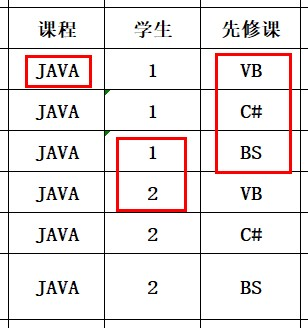 课程 学生 先修课
JAVA 1 VB
JAVA 1 C#
JAVA 1 BS
JAVA 2 VB
JAVA 2 C#
JAVA 2 BS